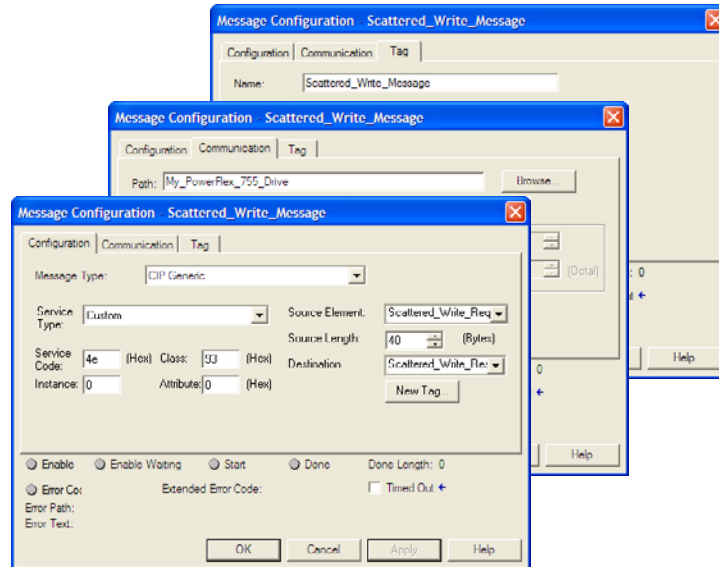 Message Configuration - Scattered_Write_Message
Configuration Communication Tag
Name: Scattered_Write_Message
Message Configuration - Scattered_Write_Message
Configuration Communication Tag
Path: My_PowerFlex_755_Drive Browse...
(Octal)
: 0
Help
0
Help
Message Configuration - Scattered_Write_Message
Configuration Communication Tag
Message Type: CIP Generic
Service Type: Custom Source Element: Scattered_Write_Req
Source Length: 40 (Bytes)
Service Code: 4e (Hex) Class: 93 (Hex) Destination Scattered_Write_Re
Instance: 0 Attribute: 0 (Hex) New Tag...
Enable Enable Waiting Start Done Done Length: 0
Error Co Extended Error Code: Timed Out
Error Path:
Error Text:
OK Cancel Apply Help